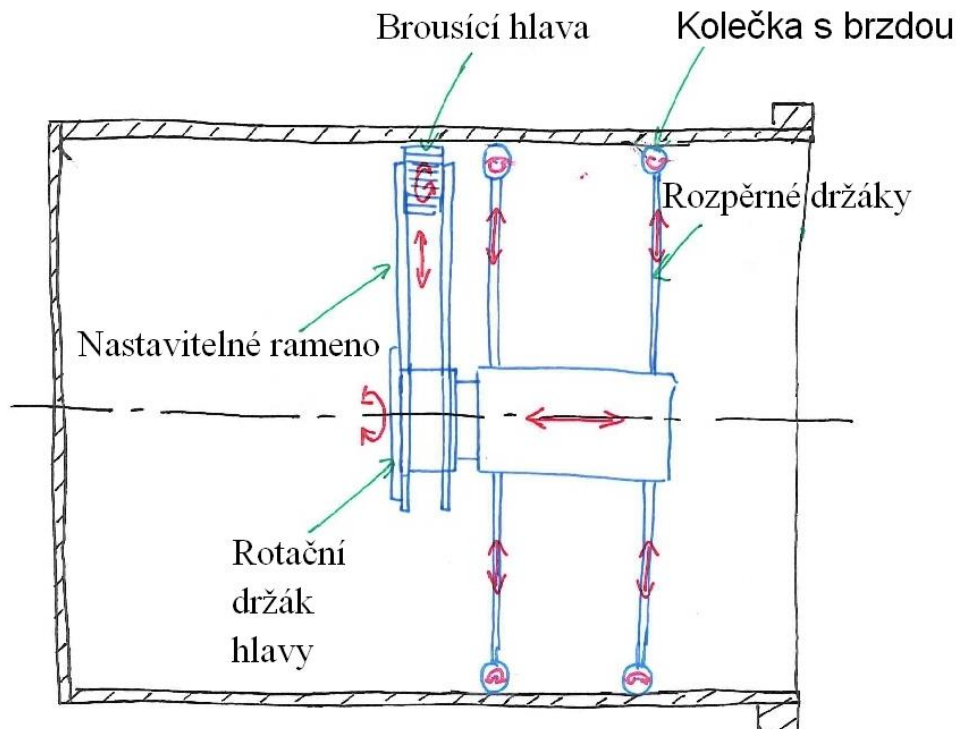 Brousící hlava
Kolečka s brzdou
Rozpěrné držáky
Nastavitelné rameno
Rotační
držák
hlavy